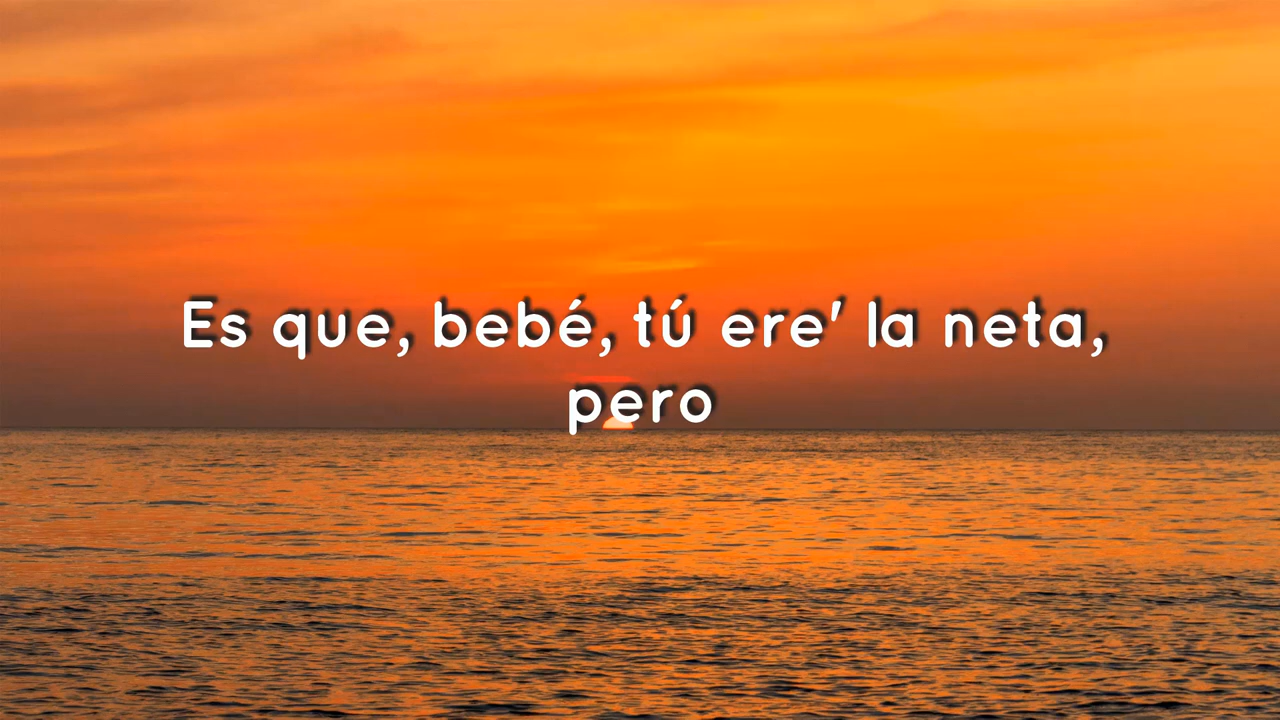 Es que, bebé, tú ere' la neta,
pero